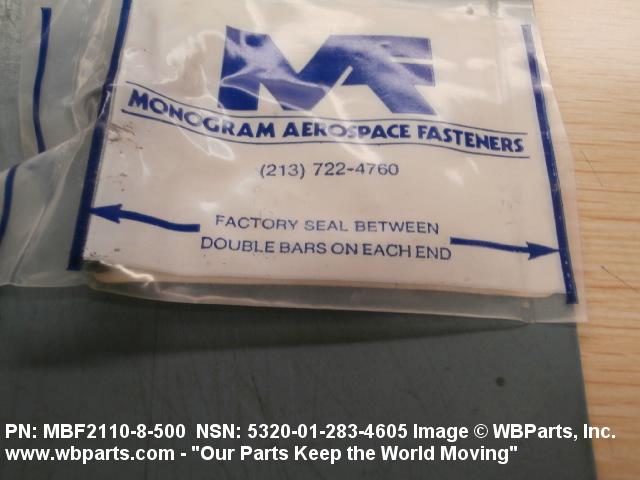 MF
MONOGRAM AEROSPACE FASTENERS
(213) 722-4760
FACTORY SEAL BETWEEN
DOUBLE BARS ON EACH END
PN: MBF2110-8-500 NSN: 5320-01-283-4605 Image © WBParts, Inc.
www.wbparts.com - "Our Parts Keep the World Moving"